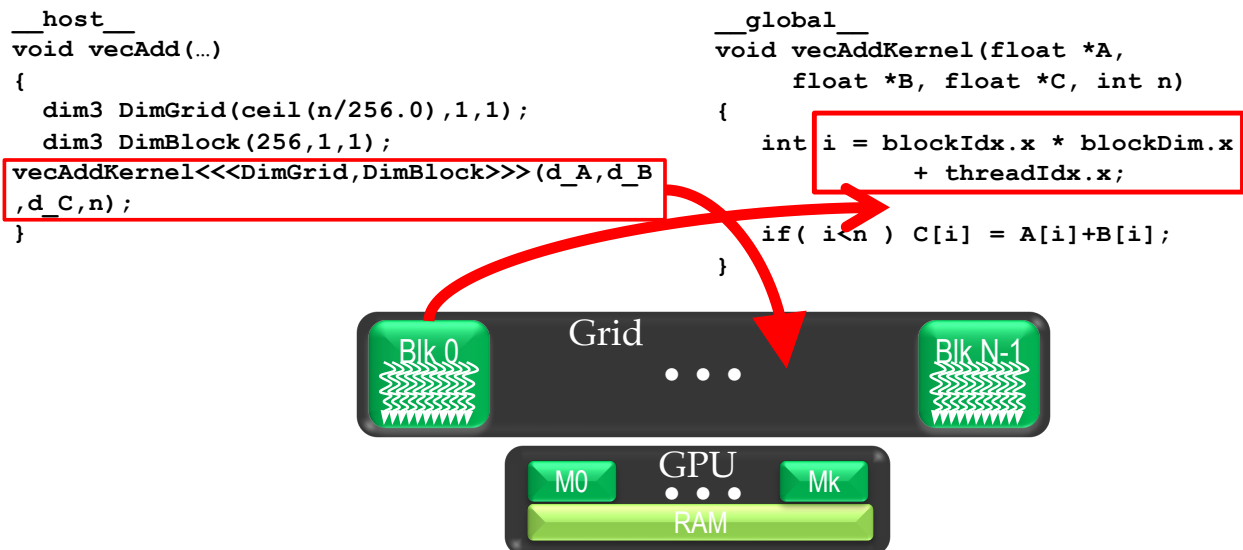 __host__
void vecAdd(…)
{
  dim3 DimGrid(ceil(n/256.0),1,1);
  dim3 DimBlock(256,1,1);
vecAddKernel<<<DimGrid,DimBlock>>>(d_A,d_B
,d_C,n);
}
__global__
void vecAddKernel(float *A,
     float *B, float *C, int n)
{
   int i = blockIdx.x * blockDim.x
             + threadIdx.x;
   if( i<n ) C[i] = A[i]+B[i];
}
Grid
Blk 0
• • •
Blk N-1
GPU
M0
• • •
Mk
RAM